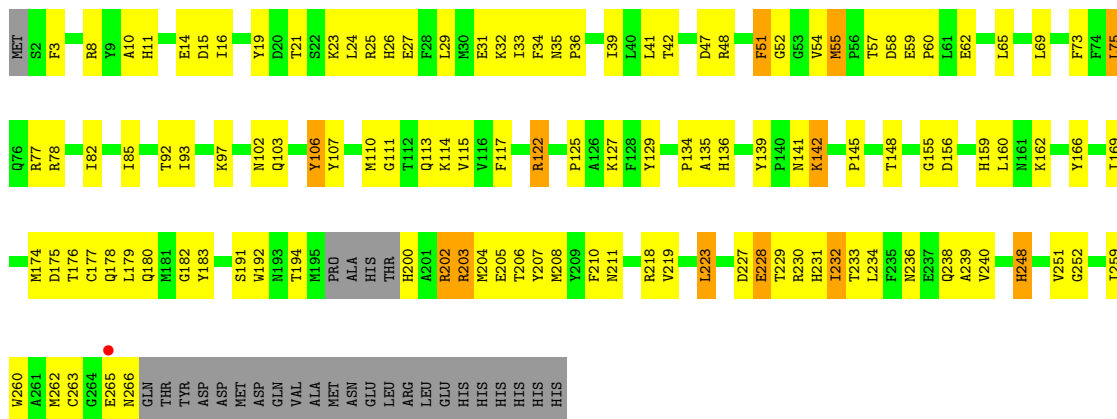 MET S2 F3 R8 Y9 A10 H11 E14 D15 I16 Y19 D20 T21 S22 K23 L24 R25 H26 E27 F28 L29 M30 E31 K32 I33 F34 N35 P36 I39 L40 L41 T42 D47 R48 F51 G52 G53 V54 M55 P56 T57 D58 E59 P60 L61 E62 L65 L69 F73 F74 L75
Q76 R77 R78 I82 I85 T92 I93 K97 N102 Q103 Y106 Y107 M110 G111 T112 Q113 K114 V115 V116 F117 R122 P125 A126 K127 F128 Y129 P134 A135 H136 Y139 P140 N141 K142 P145 T148 G155 D156 H159 L160 N161 K162 Y166 I169
M174 D175 T176 C177 Q178 L179 Q180 M181 G182 Y183 S191 W192 N193 T194 M195 PRO ALA HIS THR H200 A201 R202 R203 M204 E205 T206 Y207 M208 Y209 F210 N211 R218 V219 L223 D227 E228 T229 R230 H231 I232 T233 L234 F235 N236 E237 Q238 A239 V240 H248 V251 G252 I259
W260 A261 M262 C263 G264 E265 N266 GLN THR TYR ASP ASP MET ASP GLN VAL ALA MET ASN GLU LEU ARG LEU GLU HIS HIS HIS HIS HIS HIS